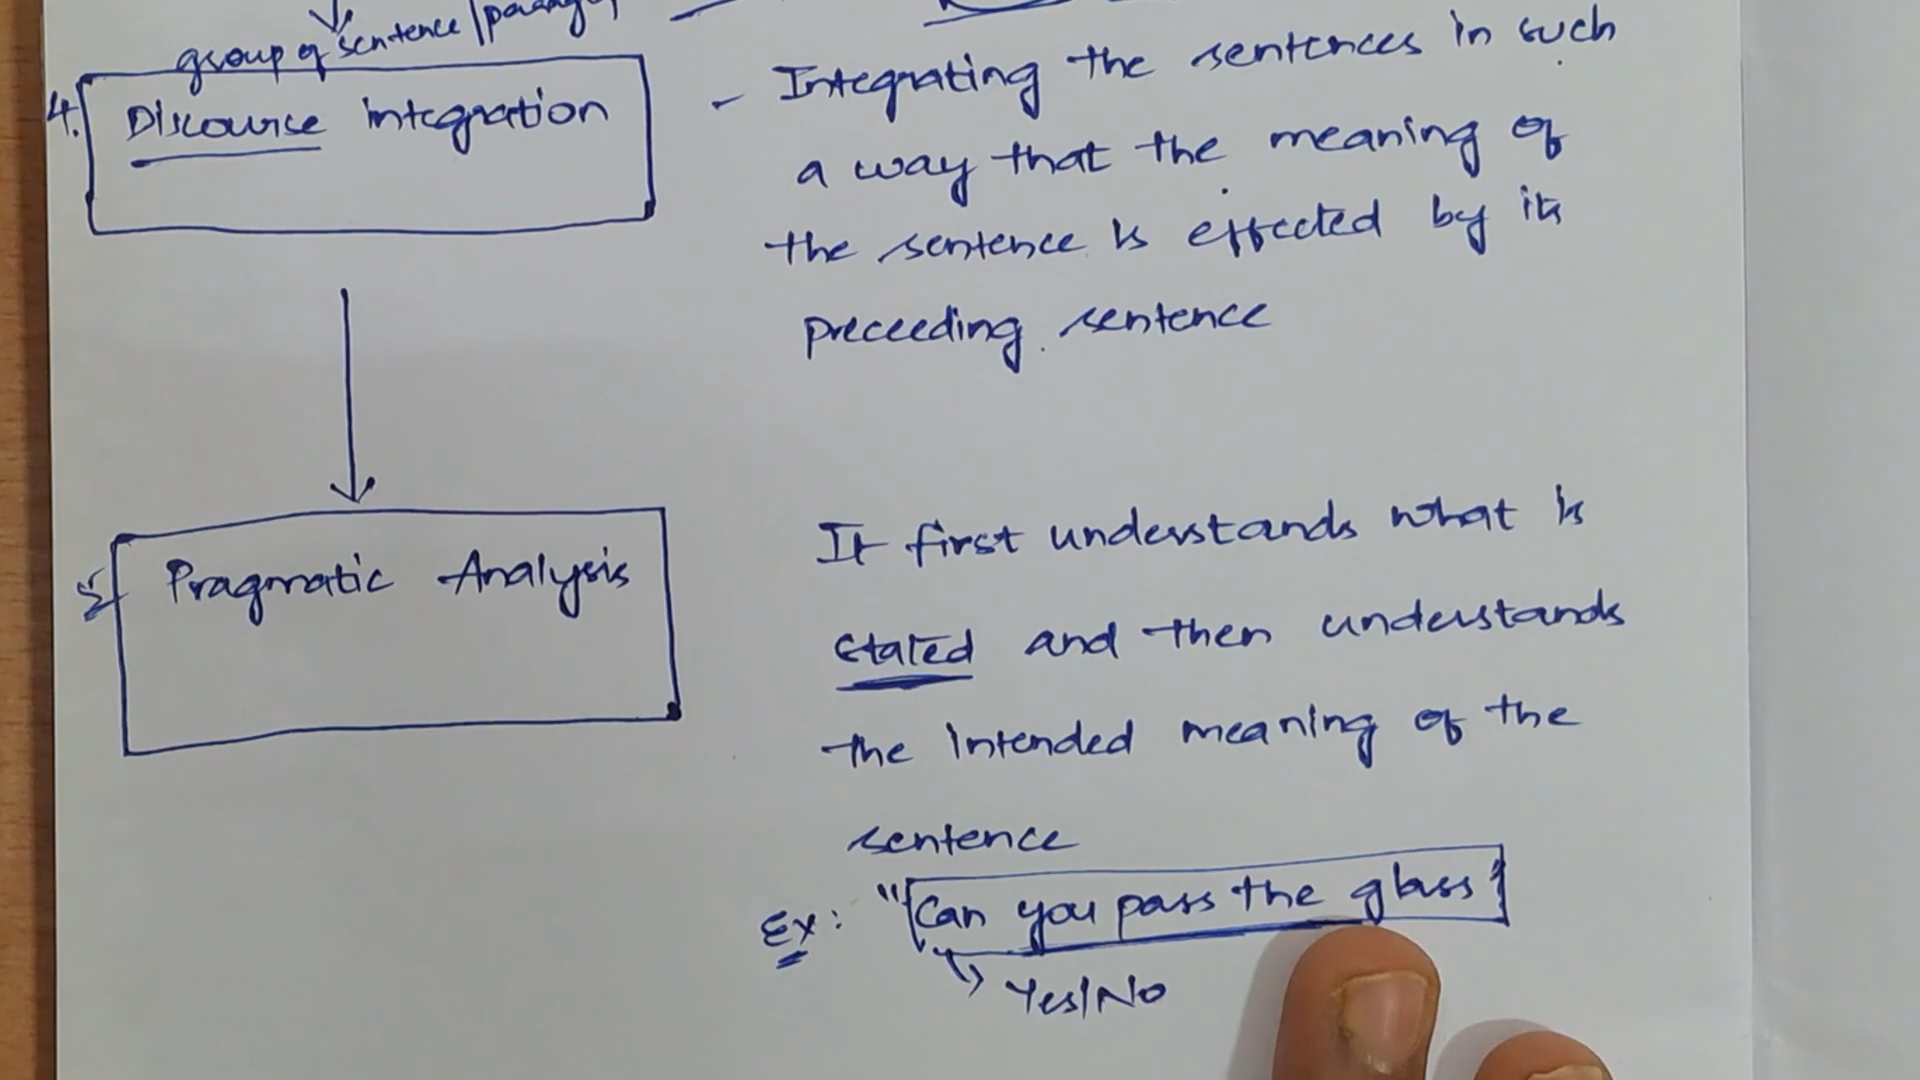 group of sentence /
4. Discourse integration
- Integrating the sentences in such
a way that the meaning of
the sentence is effected by its
preceeding sentence
5 Pragmatic Analysis
It first understands what is
stated and then understands
the intended meaning of the
sentence
Ex: "Can you pass the glass
Yes/No